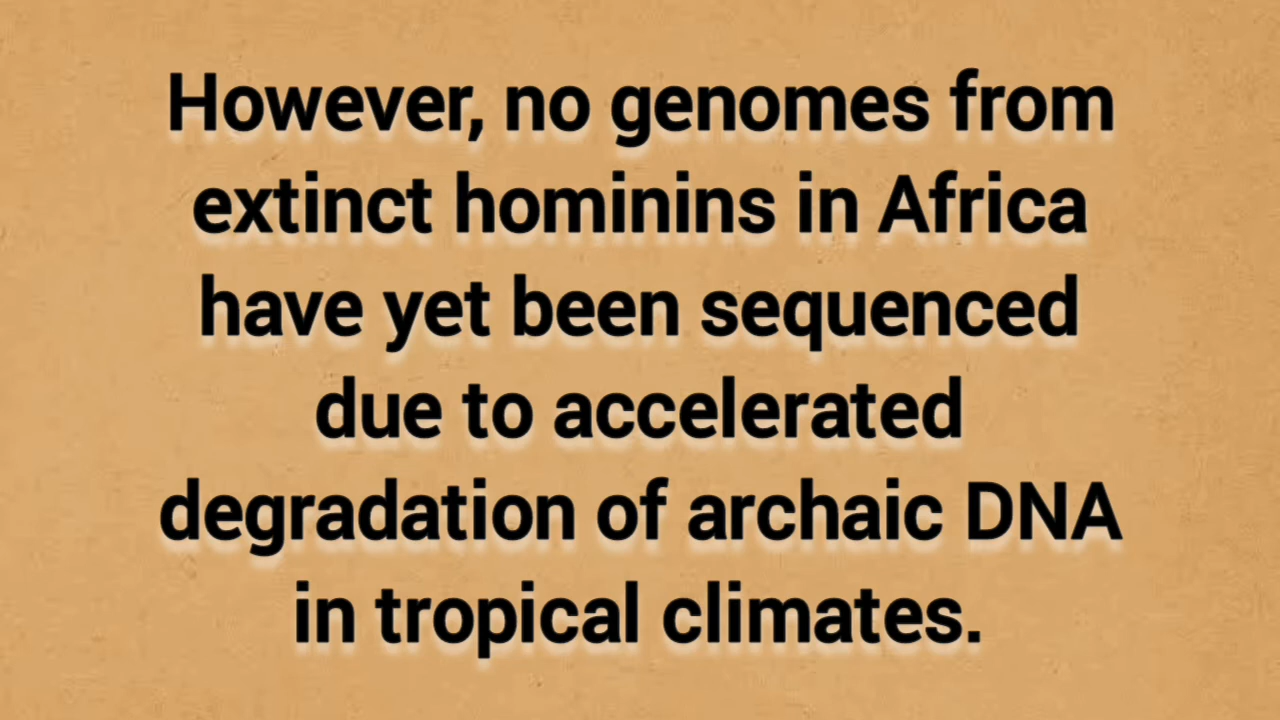 However, no genomes from
extinct hominins in Africa
have yet been sequenced
due to accelerated
degradation of archaic DNA
in tropical climates.